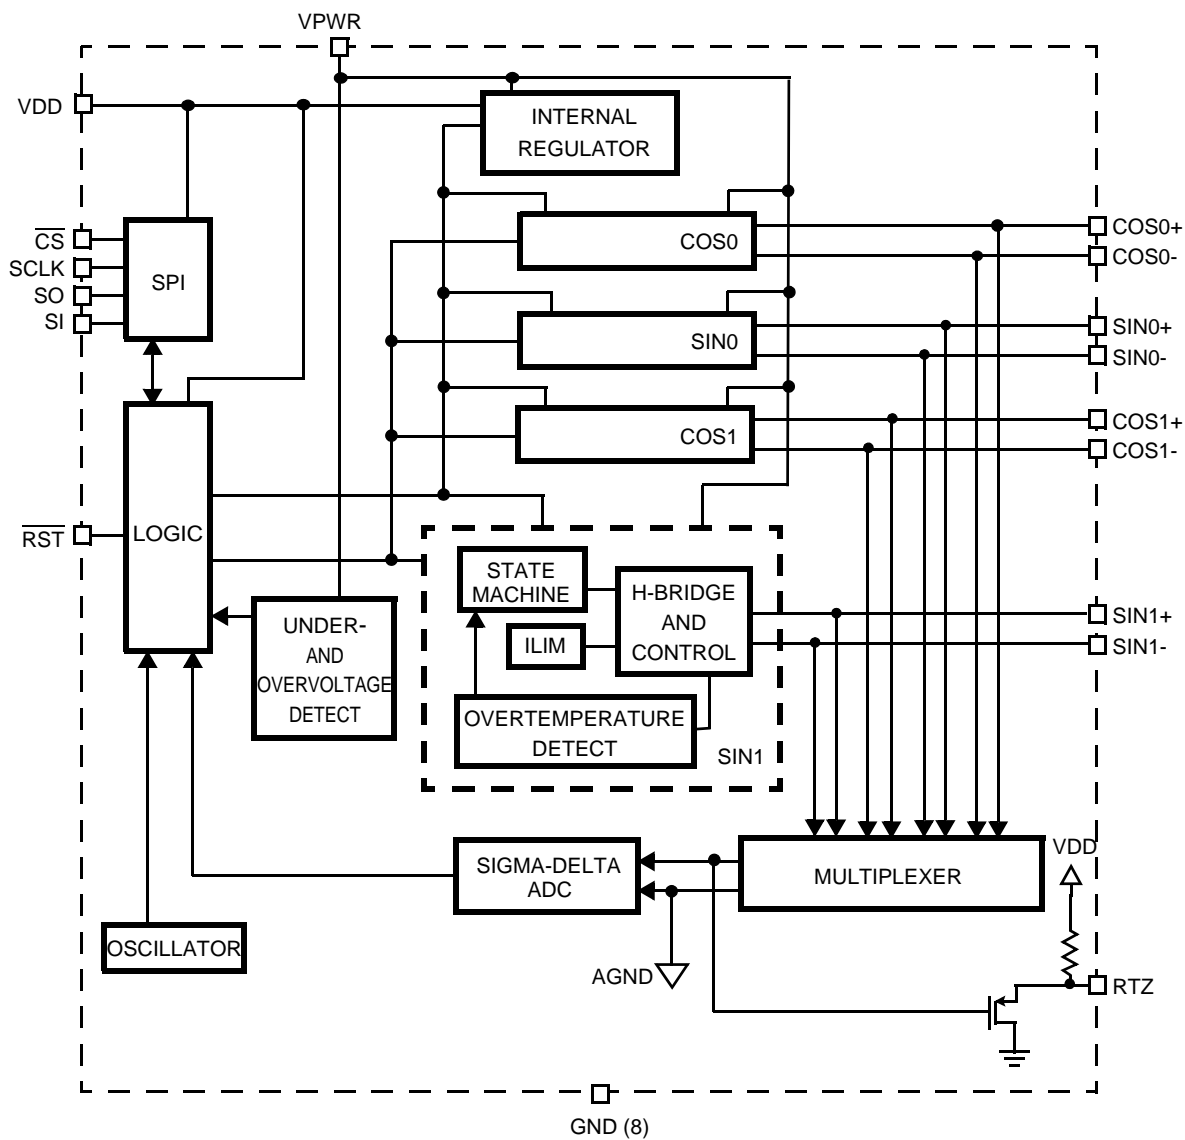 VPWR
VDD
INTERNAL
REGULATOR
CS
SCLK
SO
SI
SPI
COS0
COS0+
COS0-
SIN0
SIN0+
SIN0-
COS1
COS1+
COS1-
RST
LOGIC
STATE
MACHINE
H-BRIDGE
AND
CONTROL
ILIM
SIN1+
SIN1-
UNDER-
AND
OVERVOLTAGE
DETECT
OVERTEMPERATURE
DETECT
SIN1
SIGMA-DELTA
ADC
MULTIPLEXER
VDD
OSCILLATOR
AGND
RTZ
GND (8)